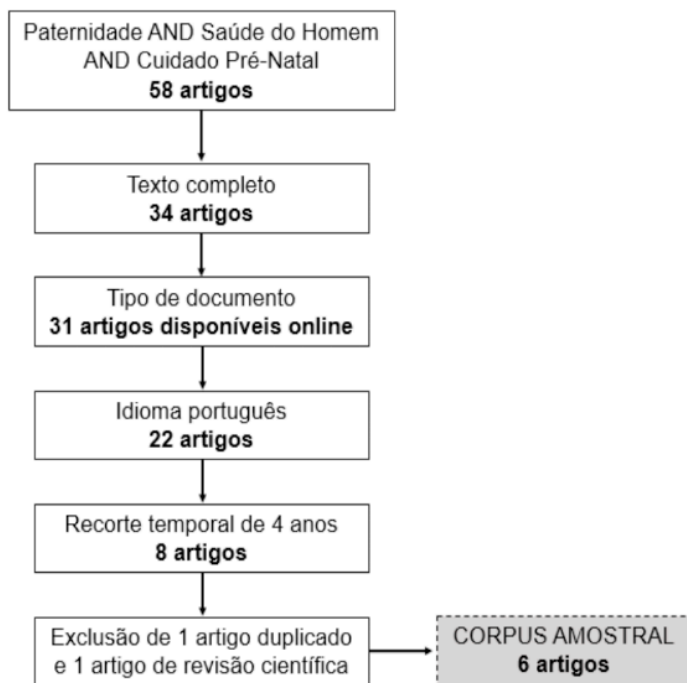 Paternidade AND Saúde do Homem
AND Cuidado Pré-Natal
58 artigos
Texto completo
34 artigos
Tipo de documento
31 artigos disponíveis online
Idioma português
22 artigos
Recorte temporal de 4 anos
8 artigos
Exclusão de 1 artigo duplicado
e 1 artigo de revisão científica
CORPUS AMOSTRAL
6 artigos